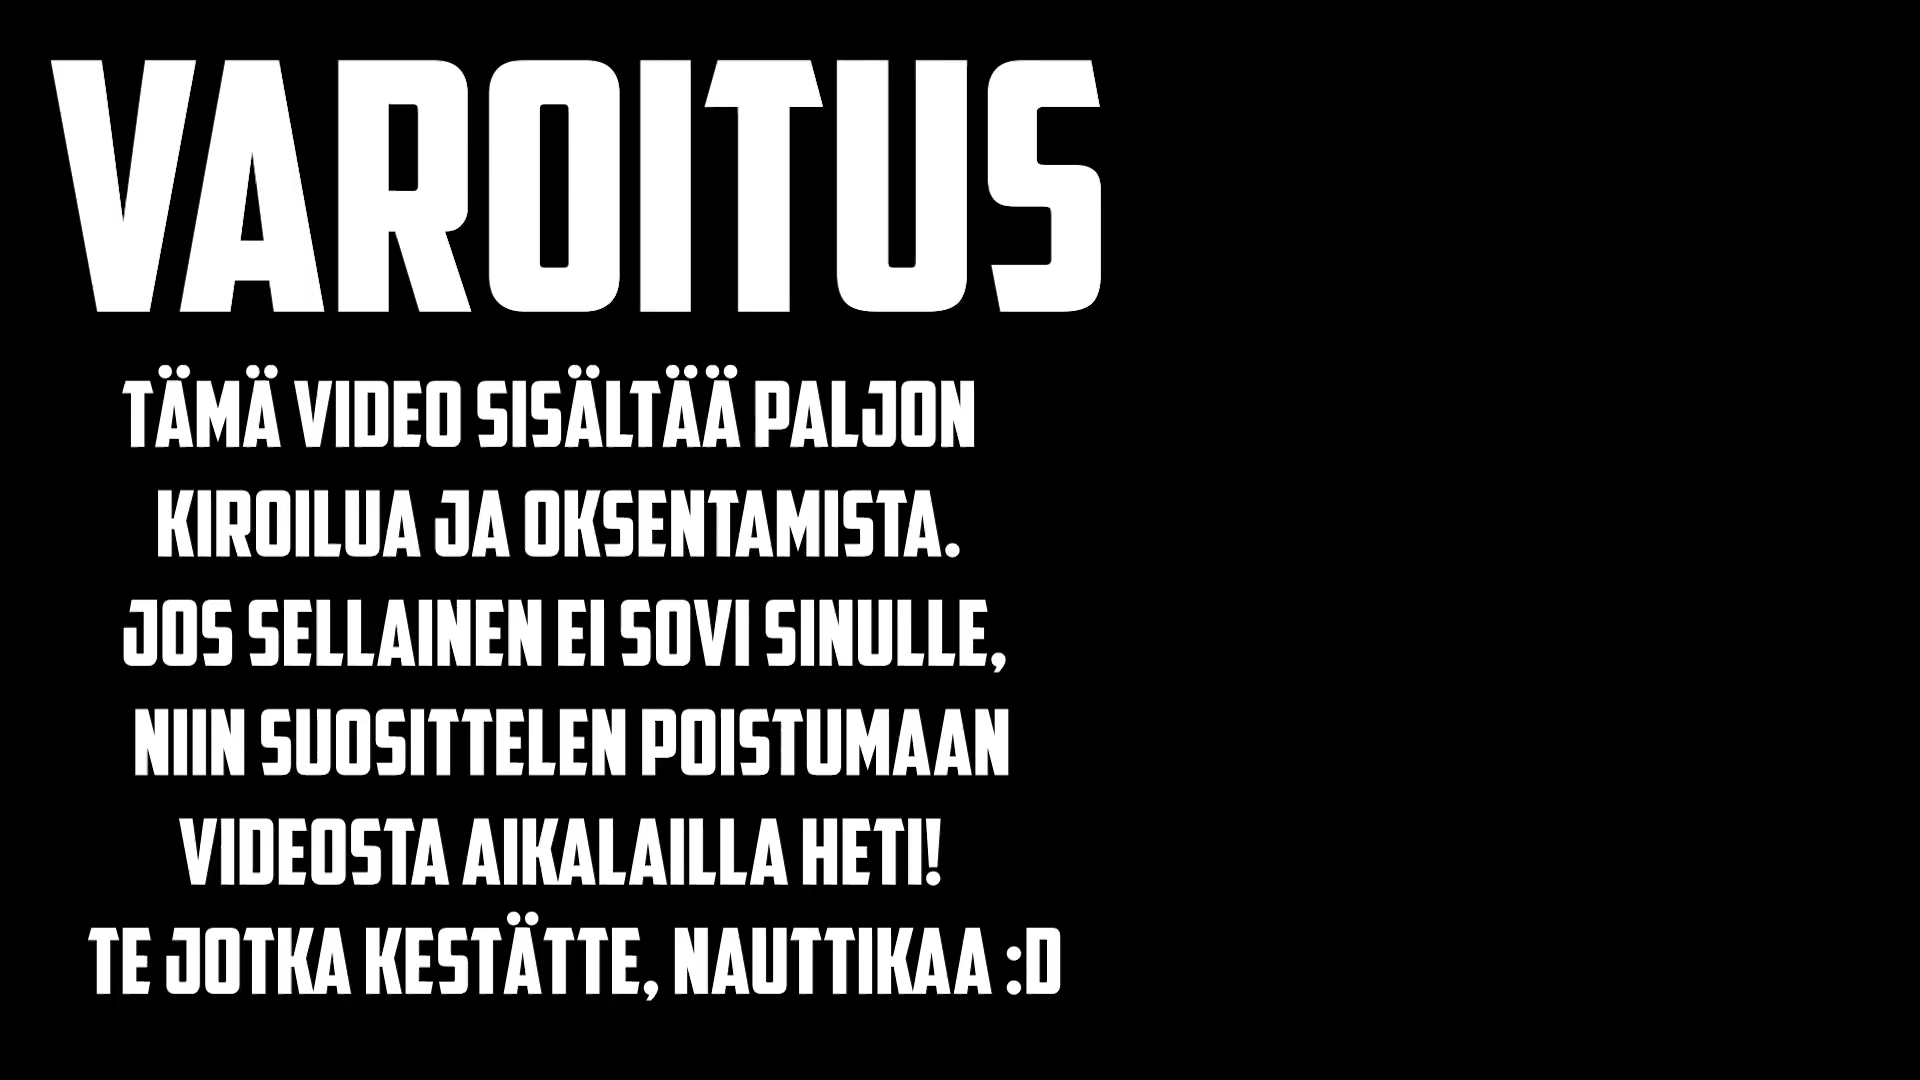 VAROITUS
TÄMÄ VIDEO SISÄLTÄÄ PALJON
KIROILUA JA OKSENTAMISTA.
JOS SELLAINEN EI SOVI SINULLE,
NIIN SUOSITTELEN POISTUMAAN
VIDEOSTA AIKALAILLA HETI!
TE JOTKA KESTÄTTE, NAUTTIKAA :D